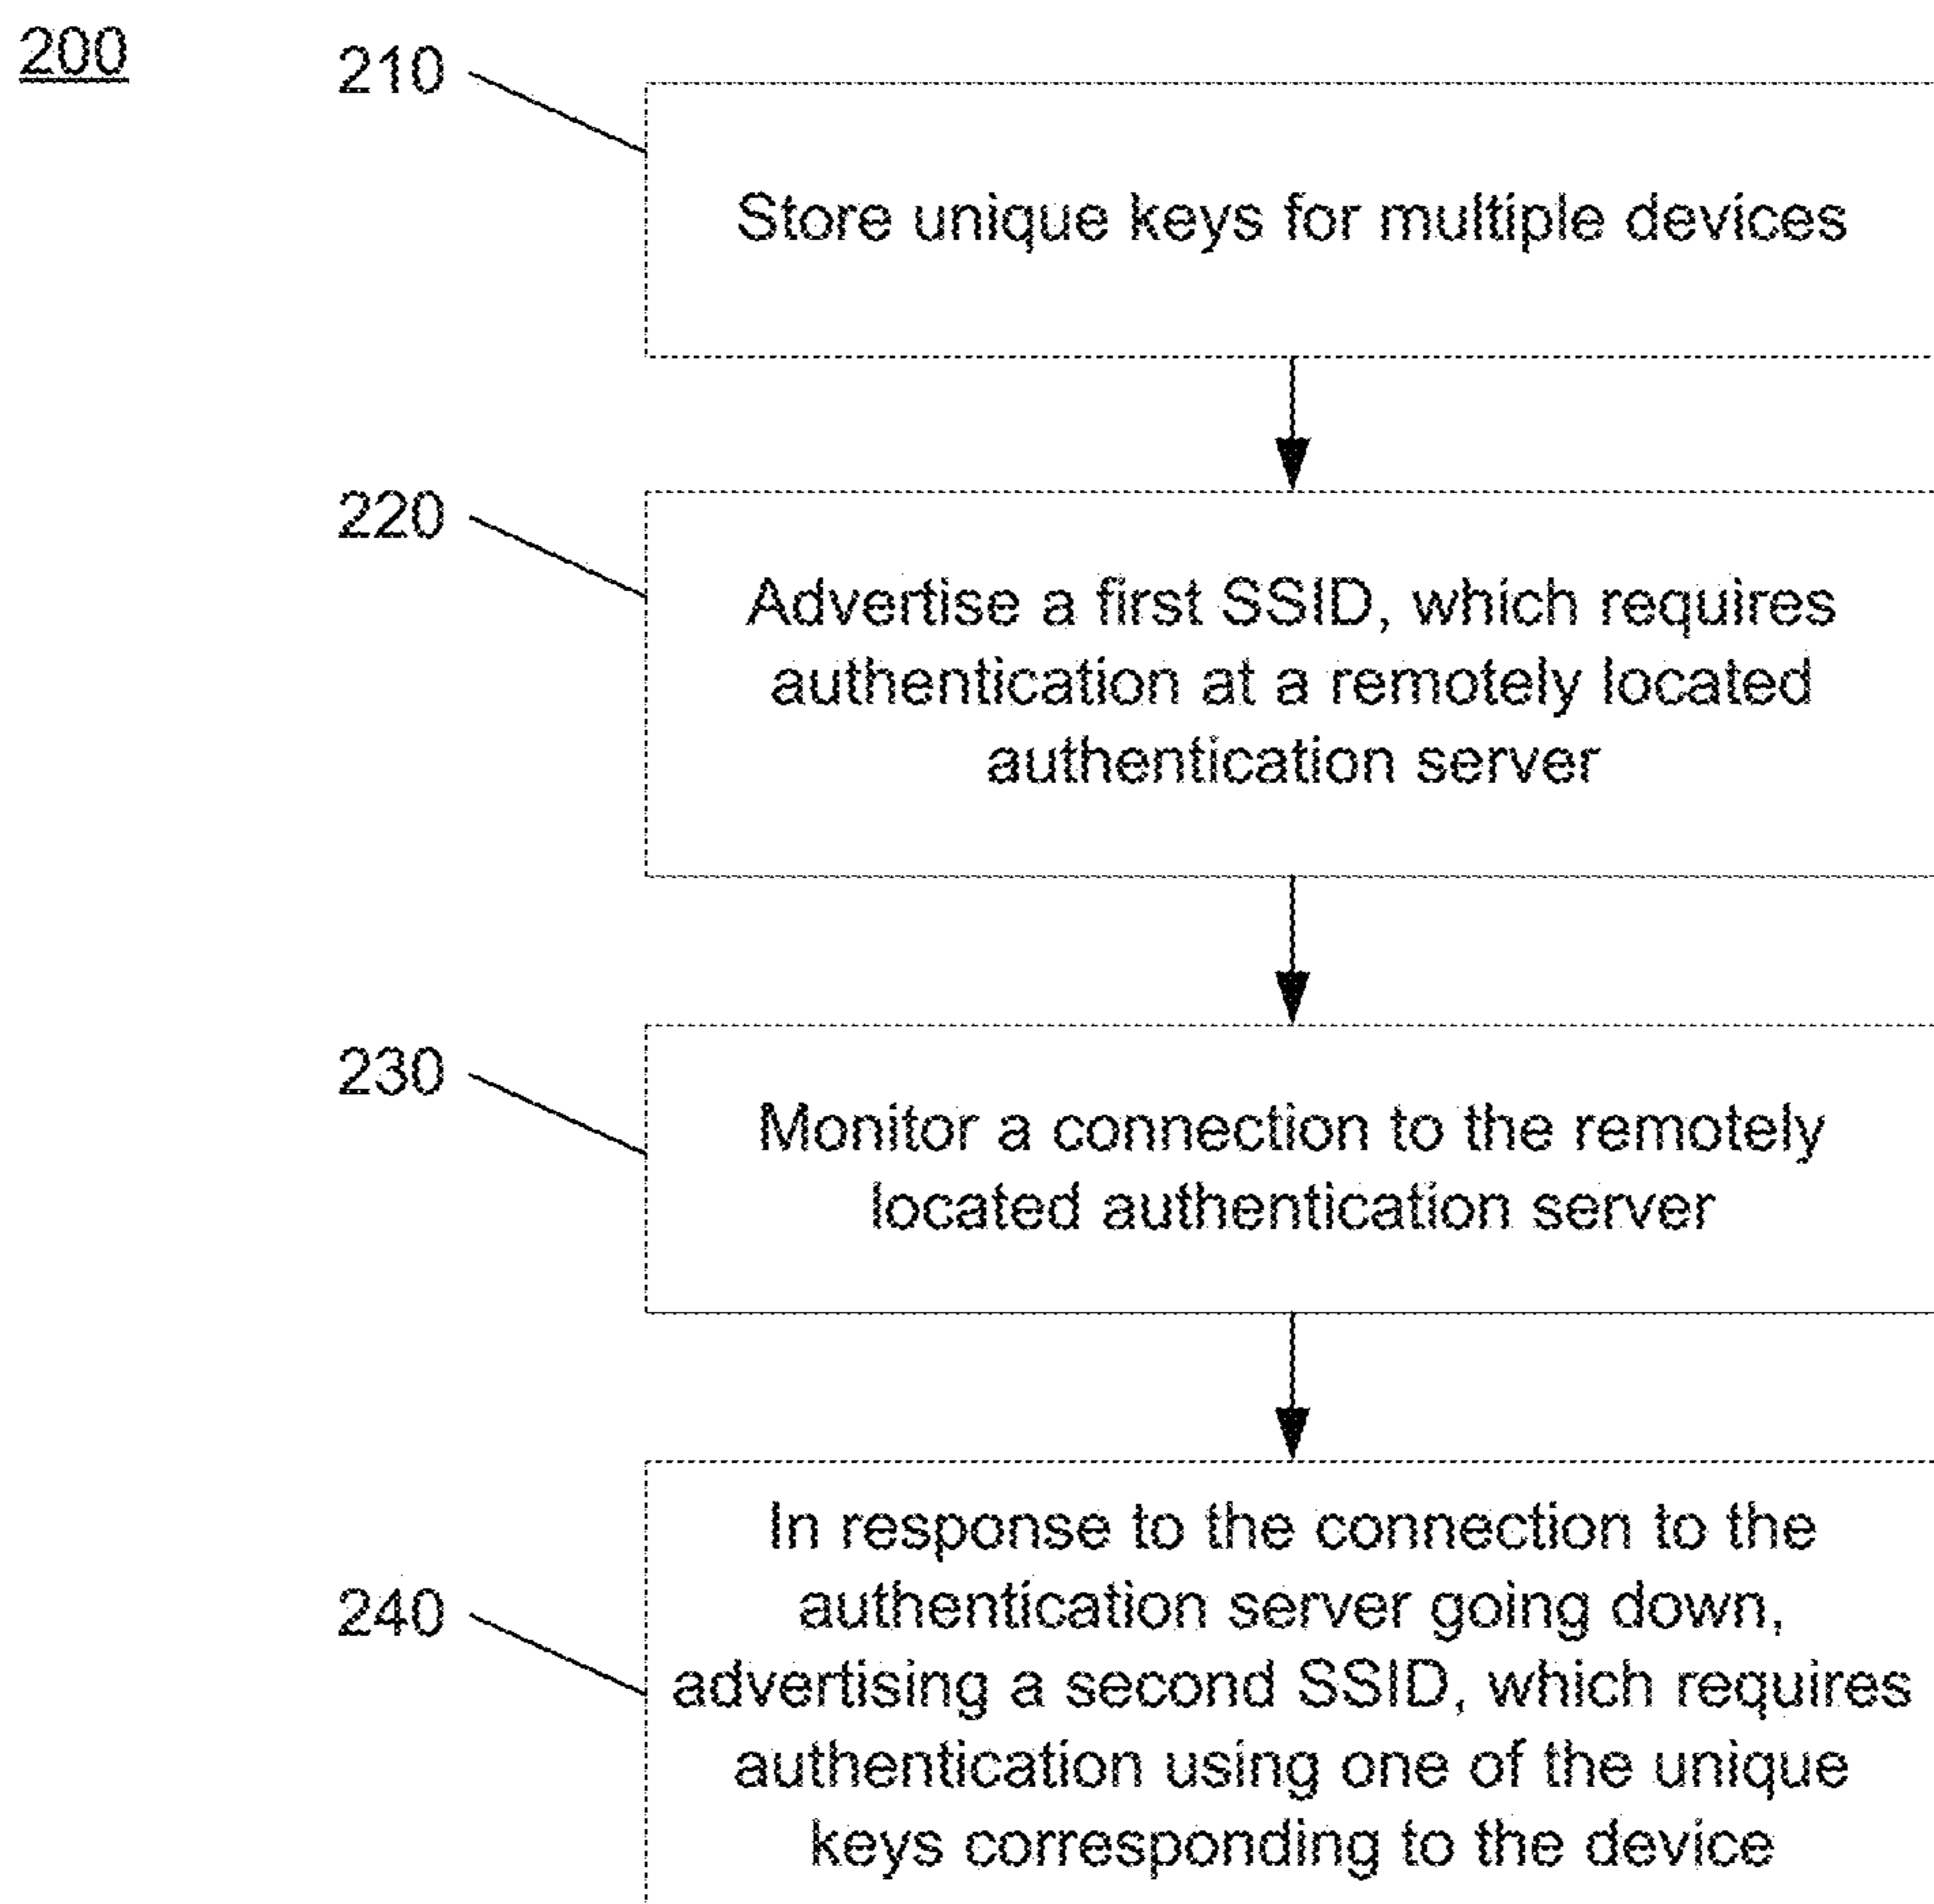 200
210
Store unique keys for multiple devices
220
Advertise a first SSID, which requires
authentication at a remotely located
authentication server
230
Monitor a connection to the remotely
located authentication server
240
In response to the connection to the
authentication server going down,
advertising a second SSID, which requires
authentication using one of the unique
keys corresponding to the device